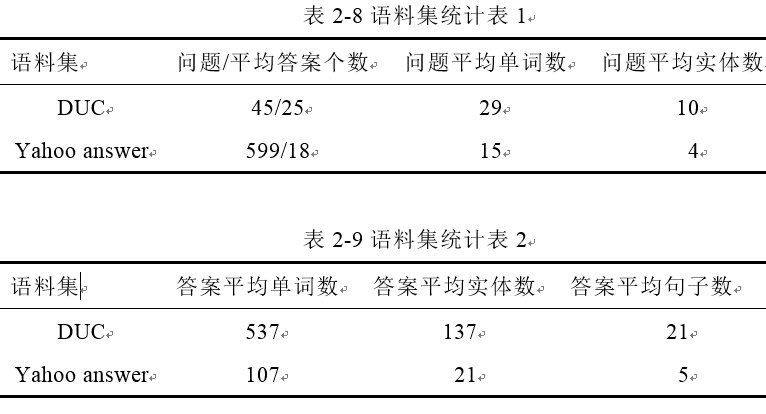 表 2-8 语料集统计表 1
语料集 问题/平均答案个数 问题平均单词数 问题平均实体数
DUC 45/25 29 10
Yahoo answer 599/18 15 4
表 2-9 语料集统计表 2
语料集 答案平均单词数 答案平均实体数 答案平均句子数
DUC 537 137 21
Yahoo answer 107 21 5